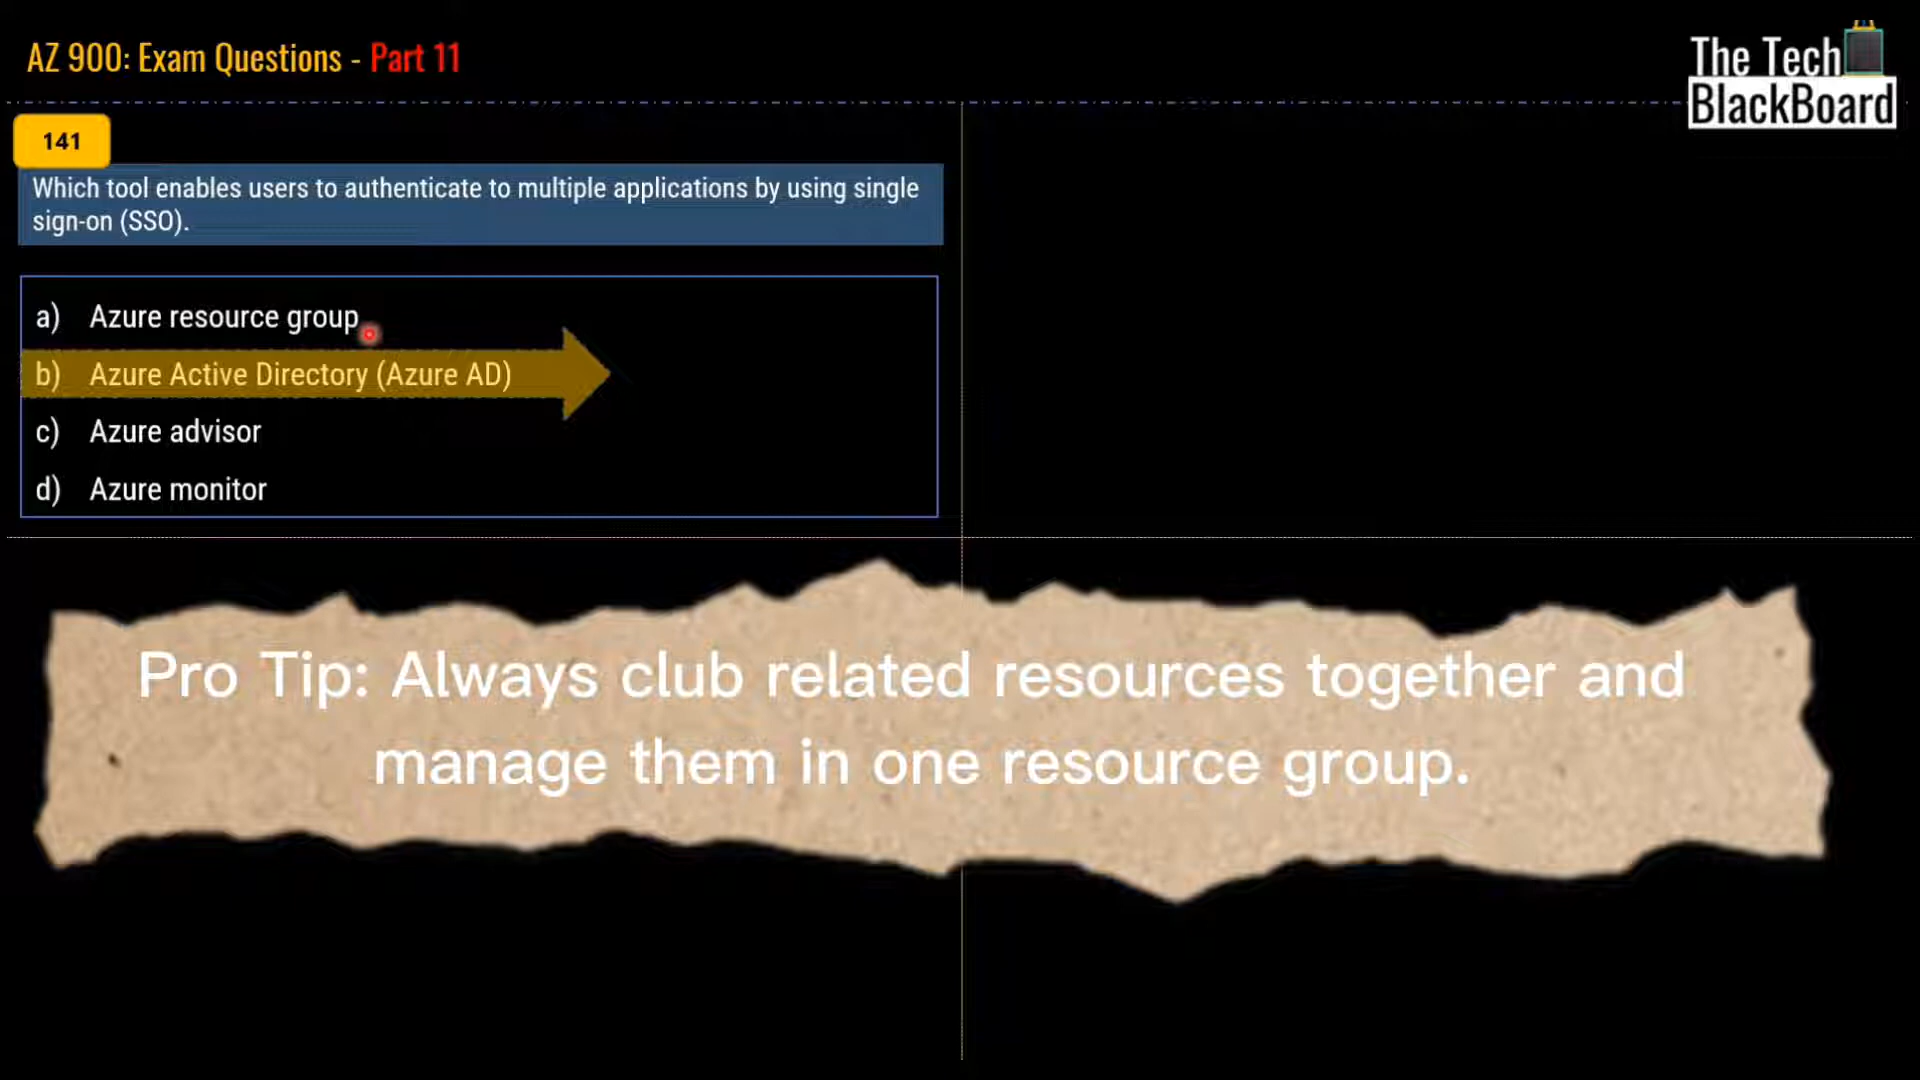 AZ 900: Exam Questions - Part 11
The Tech
BlackBoard
141
Which tool enables users to authenticate to multiple applications by using single
sign-on (SSO).
a) Azure resource group
b) Azure Active Directory (Azure AD)
c) Azure advisor
d) Azure monitor
Pro Tip: Always club related resources together and
manage them in one resource group.